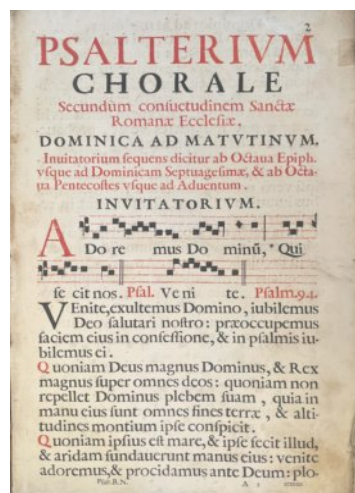 2
PSALTERIVM
CHORALE
Secundùm consuetudinem Sanctæ
Romanæ Ecclesiæ.
DOMINICA AD MATVTINVM.
Inuitatorium sequens dicitur ab Octaua Epiph.
vsque ad Dominicam Septuagesimæ, & ab Octa-
ua Pentecostes vsque ad Aduentum.
INVITATORIVM.
A Do re mus Do minũ, * Qui
fe cit nos. Psal. Ve ni te. Psalm.94.
VEnite,exultemus Domino, iubilemus
Deo salutari nostro: præoccupemus
faciem eius in confessione, & in psalmis iu-
bilemus ei.
Quoniam Deus magnus Dominus, & Rex
magnus super omnes deos: quoniam non
repellet Dominus plebem suam, quia in
manu eius sunt omnes fines terræ, & alti-
tudines montium ipse conspicit.
Quoniam ipsius est mare,& ipse fecit illud,
& aridam fundauerunt manus eius: venite
adoremus,& procidamus ante Deum: plo-
Psal.R.N. A